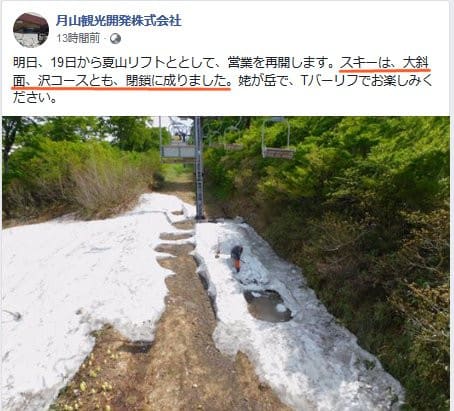 月山観光開発株式会社
13時間前・
明日、19日から夏山リフトととして、営業を再開します。スキーは、大斜
面、沢コースとも、閉鎖に成りました。姥が岳で、Tバーリフでお楽しみく
ださい。